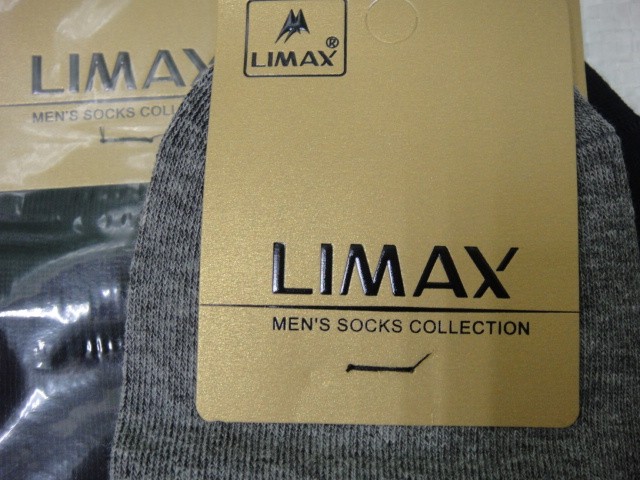 LIMAX®
LIMAX
MEN'S SOCKS COLLECTION
LIMAX
MEN'S SOCKS COLL